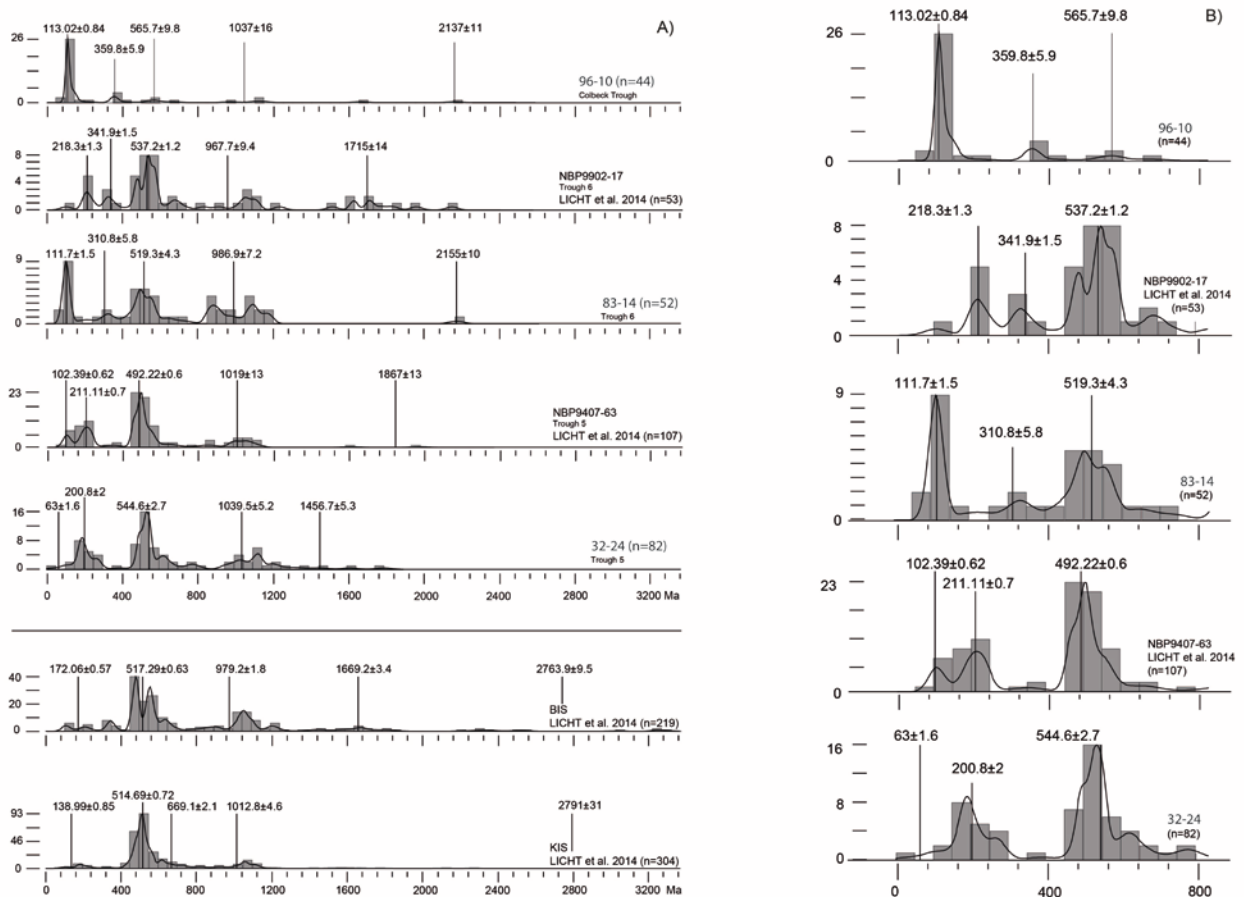 A)
113.02±0.84 565.7±9.8 1037±16 2137±11
359.8±5.9
26
0
96-10 (n=44)
Colbeck Trough
0 400 800 1200 1600 2000 2400 2800 3200 Ma
341.9±1.5
218.3±1.3 537.2±1.2 967.7±9.4 1715±14
8
4
0
NBP9902-17
Trough 6
LICHT et al. 2014 (n=53)
310.8±5.8
111.7±1.5 519.3±4.3 986.9±7.2 2155±10
9
0
83-14 (n=52)
Trough 6
102.39±0.62 492.22±0.6 1019±13 1867±13
211.11±0.7
23
0
NBP9407-63
Trough 5
LICHT et al. 2014 (n=107)
200.8±2
63±1.6 544.6±2.7 1039.5±5.2 1456.7±5.3
16
8
0
32-24 (n=82)
Trough 5
0 400 800 1200 1600 2000 2400 2800 3200 Ma
172.06±0.57 517.29±0.63 979.2±1.8 1669.2±3.4 2763.9±9.5
40
20
0
BIS
LICHT et al. 2014 (n=219)
514.69±0.72
138.99±0.85 669.1±2.1 1012.8±4.6 2791±31
93
46
0
KIS
LICHT et al. 2014 (n=304)
0 400 800 1200 1600 2000 2400 2800 3200 Ma
B)
113.02±0.84 565.7±9.8
26
359.8±5.9
96-10
(n=44)
0
218.3±1.3 537.2±1.2
8
341.9±1.5
4
NBP9902-17
LICHT et al. 2014
(n=53)
0
111.7±1.5 519.3±4.3
9
310.8±5.8
83-14
(n=52)
0
102.39±0.62 492.22±0.6
211.11±0.7
23
NBP9407-63
LICHT et al. 2014
(n=107)
0
63±1.6 544.6±2.7
16
200.8±2
8
32-24
(n=82)
0
0 400 800